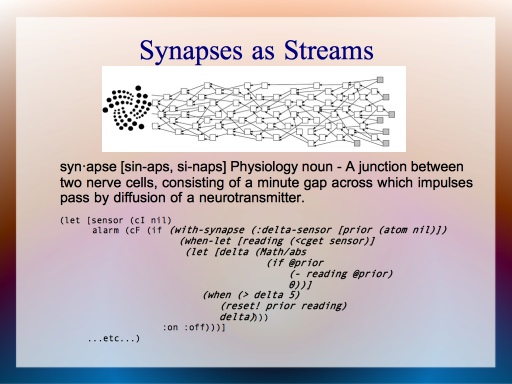 Synapses as Streams
syn·apse [sin-aps, si-naps] Physiology noun - A junction between
two nerve cells, consisting of a minute gap across which impulses
pass by diffusion of a neurotransmitter.
(let [sensor (cI nil)
alarm (cF (if (with-synapse (:delta-sensor [prior (atom nil)])
(when-let [reading (<cget sensor)]
(let [delta (Math/abs
(if @prior
(- reading @prior)
0))]
(when (> delta 5)
(reset! prior reading)
delta))))
:on :off)))]
...etc...)